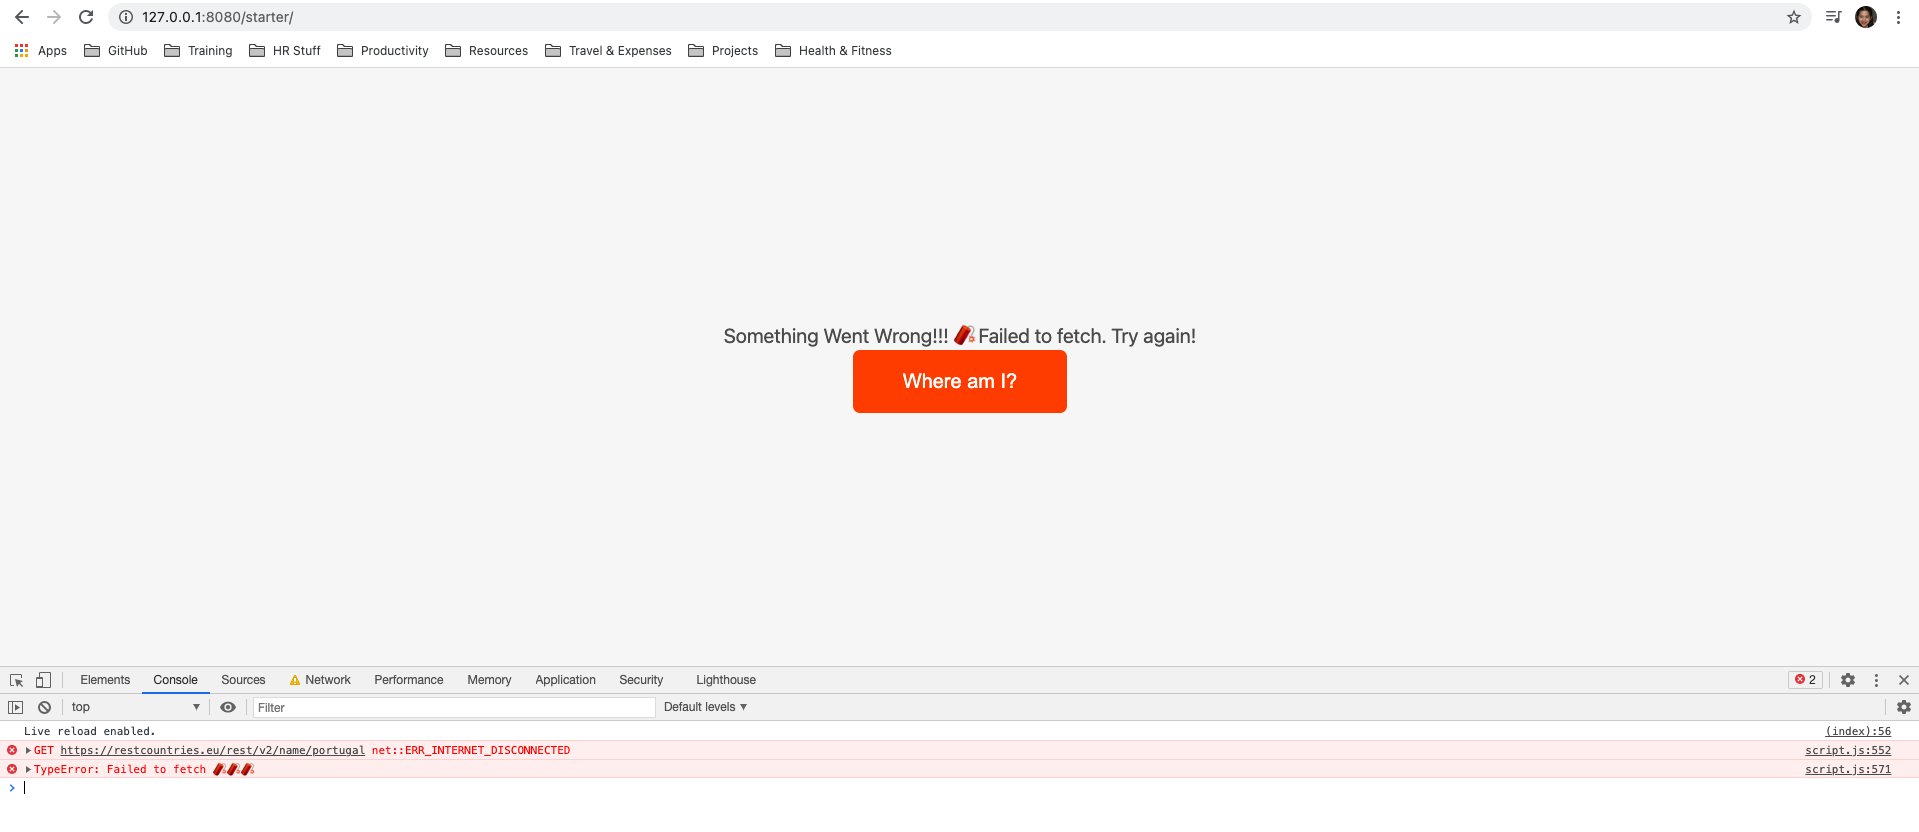 127.0.0.1:8080/starter/
Apps GitHub Training HR Stuff Productivity Resources Travel & Expenses Projects Health & Fitness
Something Went Wrong!!! 🧨 Failed to fetch. Try again!
Where am I?
Elements Console Sources Network Performance Memory Application Security Lighthouse 2
top Filter Default levels
Live reload enabled. (index):56
GET https://restcountries.eu/rest/v2/name/portugal net::ERR_INTERNET_DISCONNECTED script.js:552
TypeError: Failed to fetch 🧨🧨🧨 script.js:571